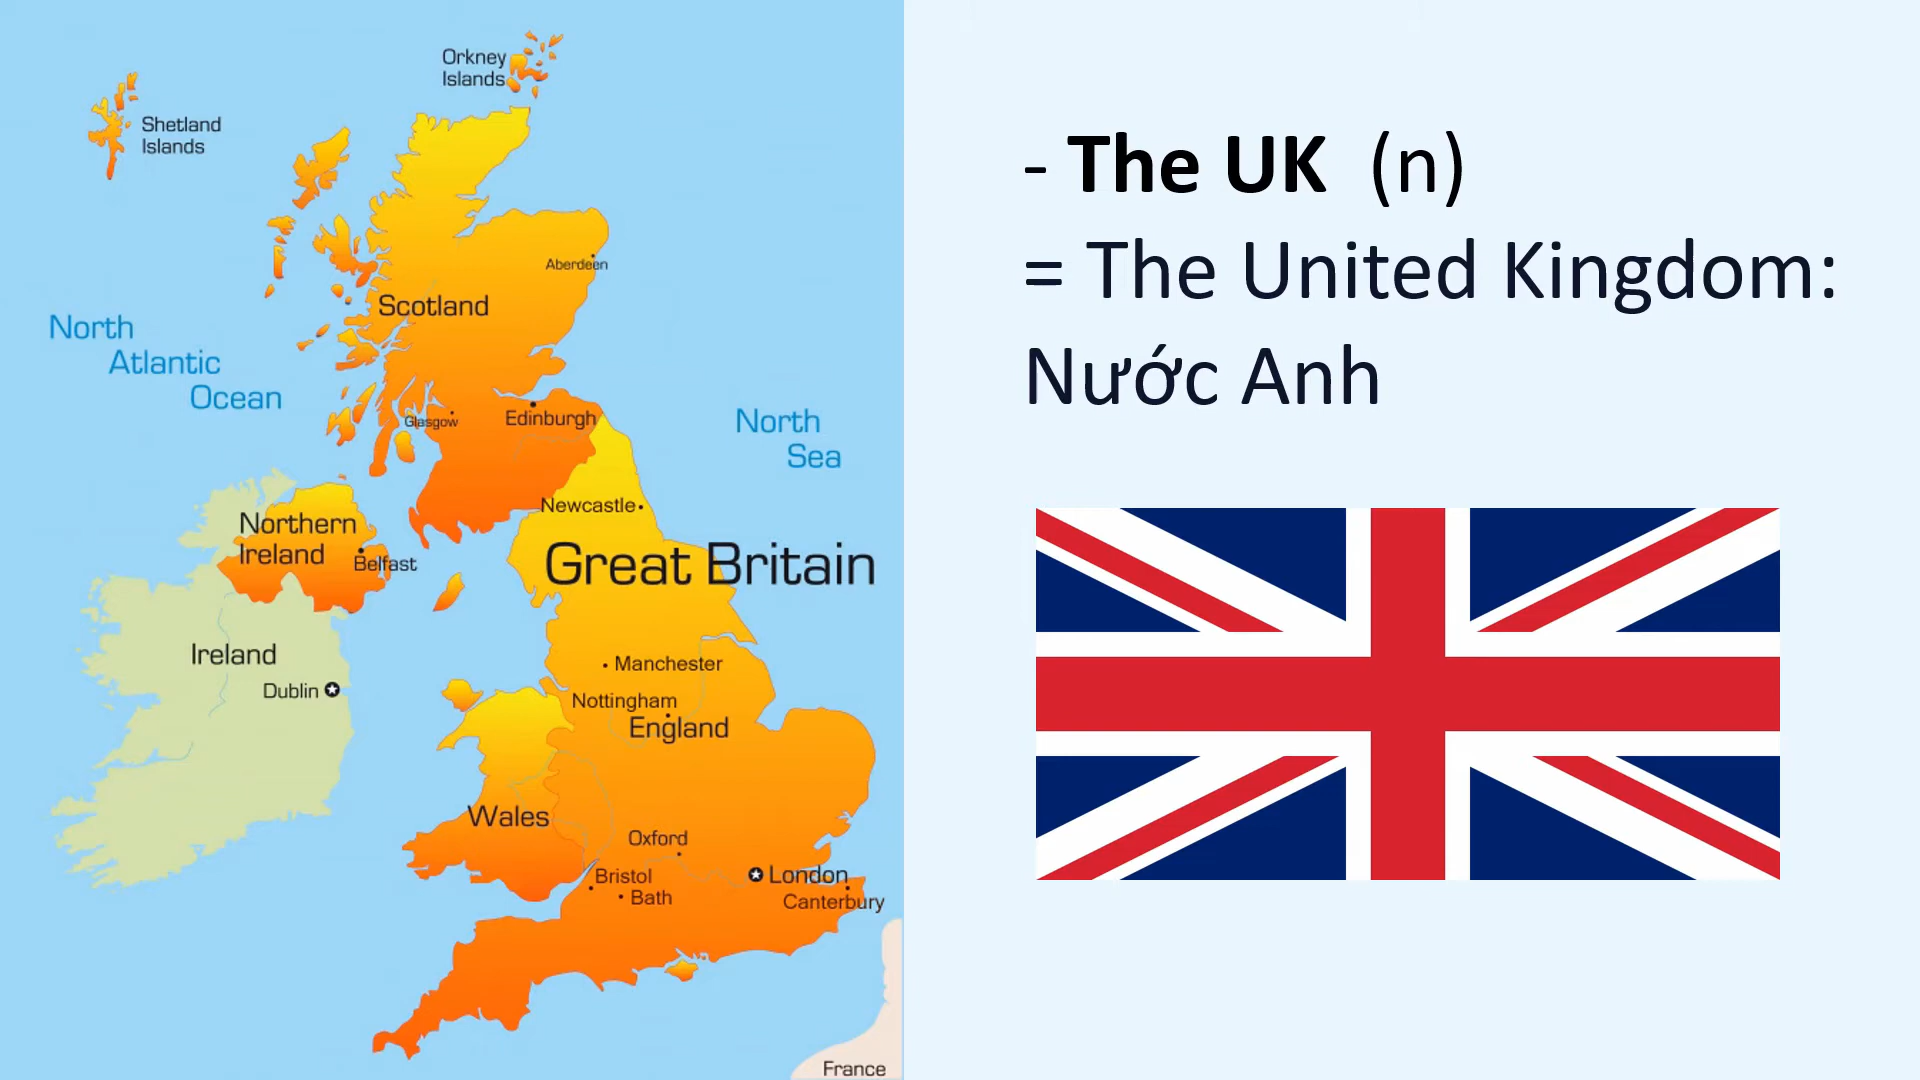 Orkney
Islands
Shetland
Islands
Aberdeen
Scotland
North
Atlantic
Ocean
Glasgow
Edinburgh
North
Sea
Newcastle
Northern
Ireland
Belfast
Great Britain
Ireland
Dublin
Manchester
Nottingham
England
Wales
Oxford
Bristol
Bath
London
Canterbury
France
- The UK (n)
= The United Kingdom:
Nước Anh